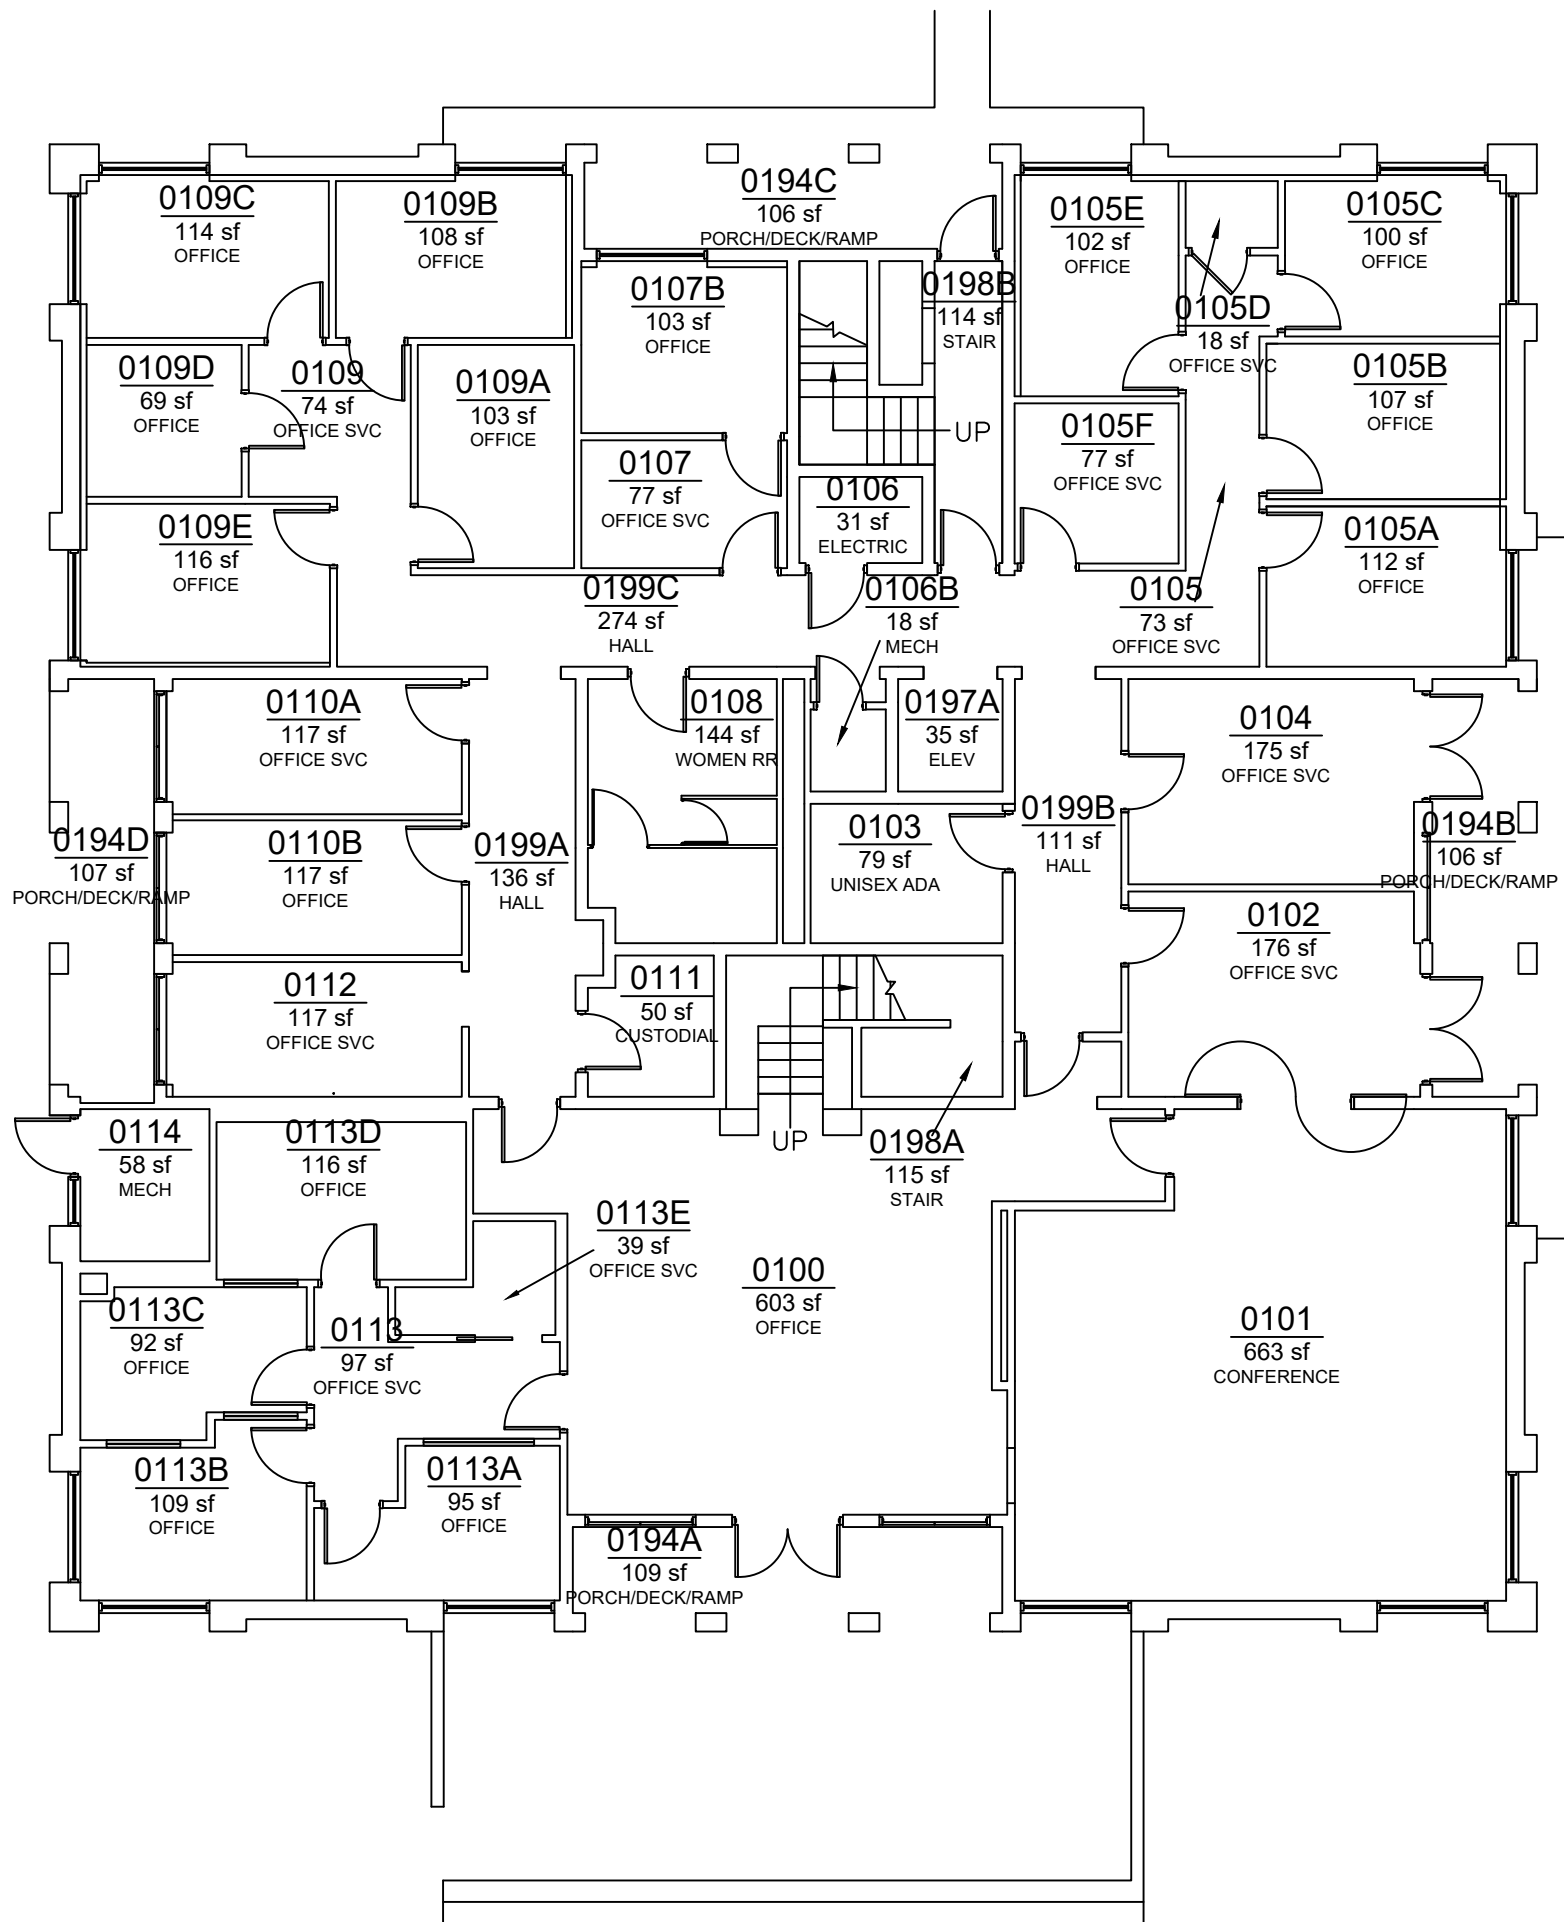 0109C
114 sf
OFFICE
0109B
108 sf
OFFICE
0194C
106 sf
PORCH/DECK/RAMP
0105E
102 sf
OFFICE
0105C
100 sf
OFFICE
0107B
103 sf
OFFICE
0198B
114 sf
STAIR
0105D
18 sf
OFFICE SVC
0109D
69 sf
OFFICE
0109
74 sf
OFFICE SVC
0109A
103 sf
OFFICE
0105B
107 sf
OFFICE
UP
0107
77 sf
OFFICE SVC
0105F
77 sf
OFFICE SVC
0106
31 sf
ELECTRIC
0109E
116 sf
OFFICE
0105A
112 sf
OFFICE
0199C
274 sf
HALL
0106B
18 sf
MECH
0105
73 sf
OFFICE SVC
0110A
117 sf
OFFICE SVC
0108
144 sf
WOMEN RR
0197A
35 sf
ELEV
0104
175 sf
OFFICE SVC
0194D
107 sf
PORCH/DECK/RAMP
0110B
117 sf
OFFICE
0199A
136 sf
HALL
0103
79 sf
UNISEX ADA
0199B
111 sf
HALL
0194B
106 sf
PORCH/DECK/RAMP
0102
176 sf
OFFICE SVC
0112
117 sf
OFFICE SVC
0111
50 sf
CUSTODIAL
UP
0114
58 sf
MECH
0113D
116 sf
OFFICE
0198A
115 sf
STAIR
0113E
39 sf
OFFICE SVC
0100
603 sf
OFFICE
0113C
92 sf
OFFICE
0113
97 sf
OFFICE SVC
0101
663 sf
CONFERENCE
0113B
109 sf
OFFICE
0113A
95 sf
OFFICE
0194A
109 sf
PORCH/DECK/RAMP